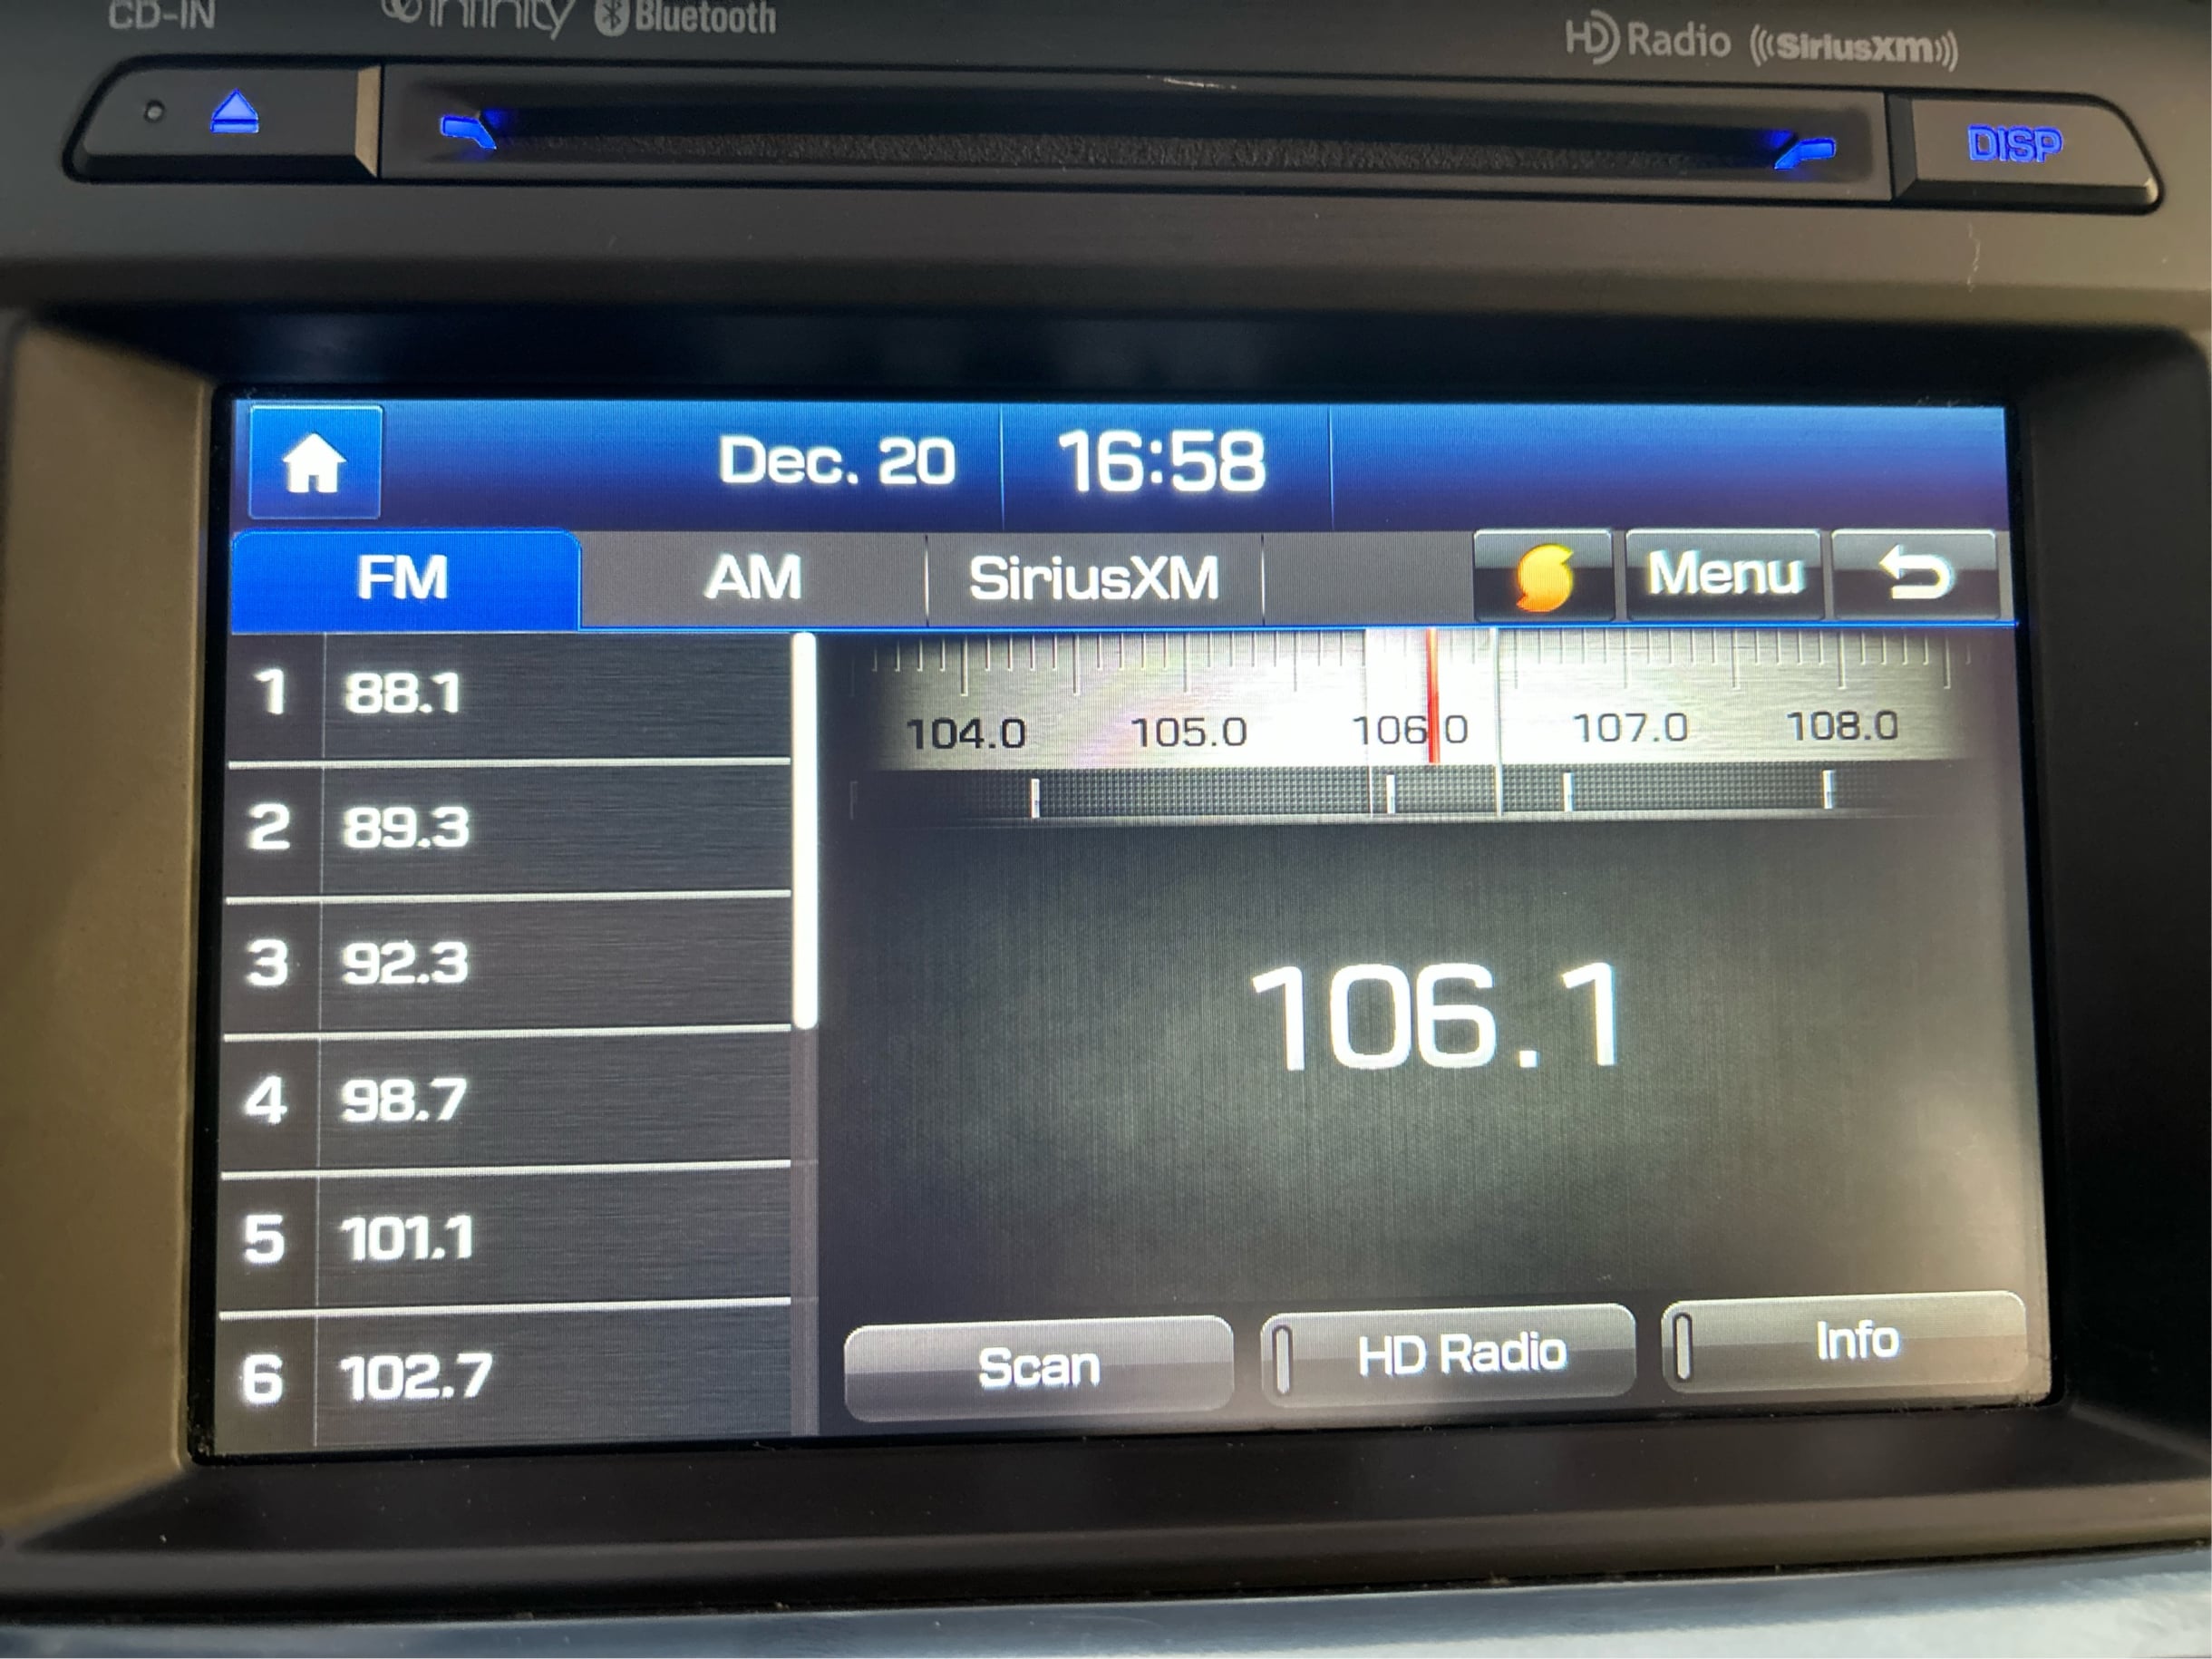 CD-IN
infinity Bluetooth
HD Radio SiriusXM
DISP
Dec. 20 16:58
FM AM SiriusXM Menu
104.0 105.0 106.0 107.0 108.0
1 88.1
2 89.3
3 92.3
4 98.7
5 101.1
6 102.7
106.1
Scan HD Radio Info